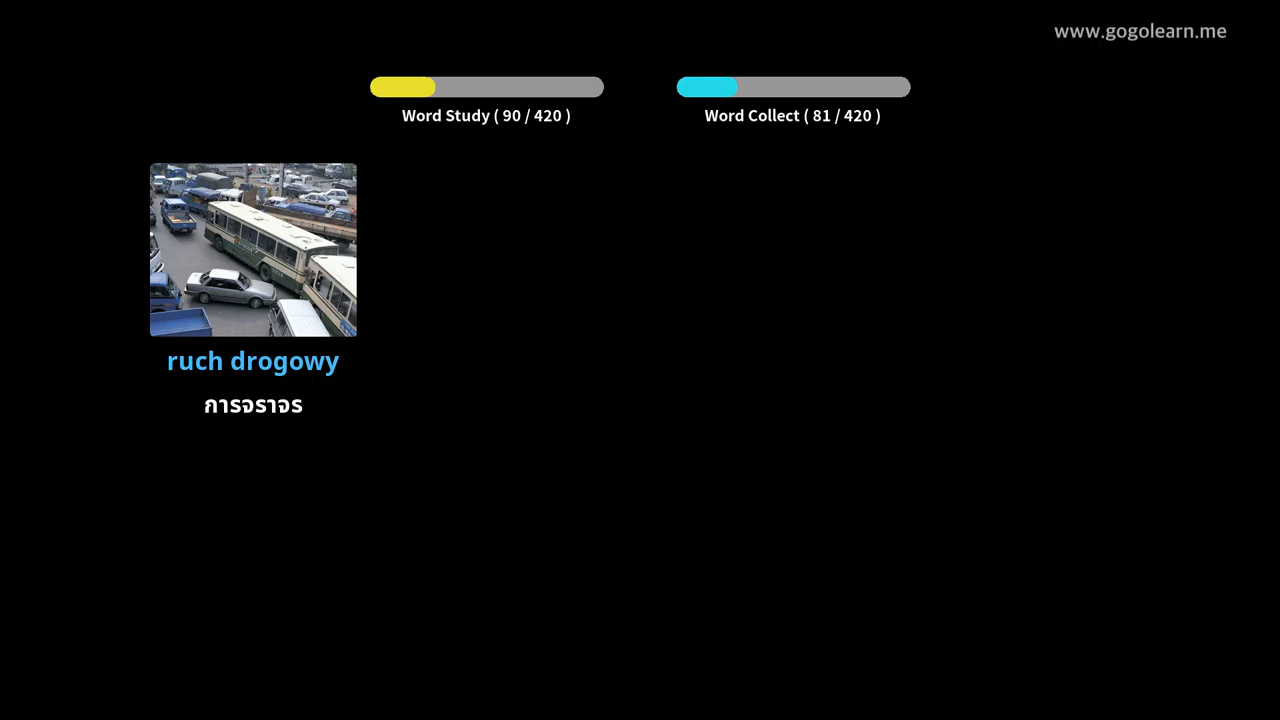 www.gogolearn.me
Word Study ( 90 / 420 )
Word Collect ( 81 / 420 )
ruch drogowy
การจราจร